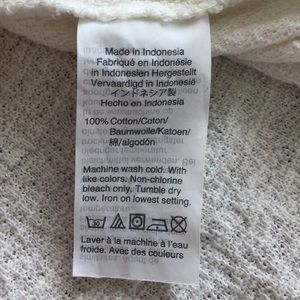 Made in Indonesia
Fabriqué en Indonésie
in Indonesien Hergestellt
Vervaardigd in Indonesië
インドネシア製
Hecho en Indonesia
100% Cotton/Coton/
Baumwolle/Katoen/
綿/algodón/
Machine wash cold. With
like colors. Non-chlorine
bleach only. Tumble dry
low. Iron on lowest setting.
Laver à la machine à l'eau
froide. Avec des couleurs